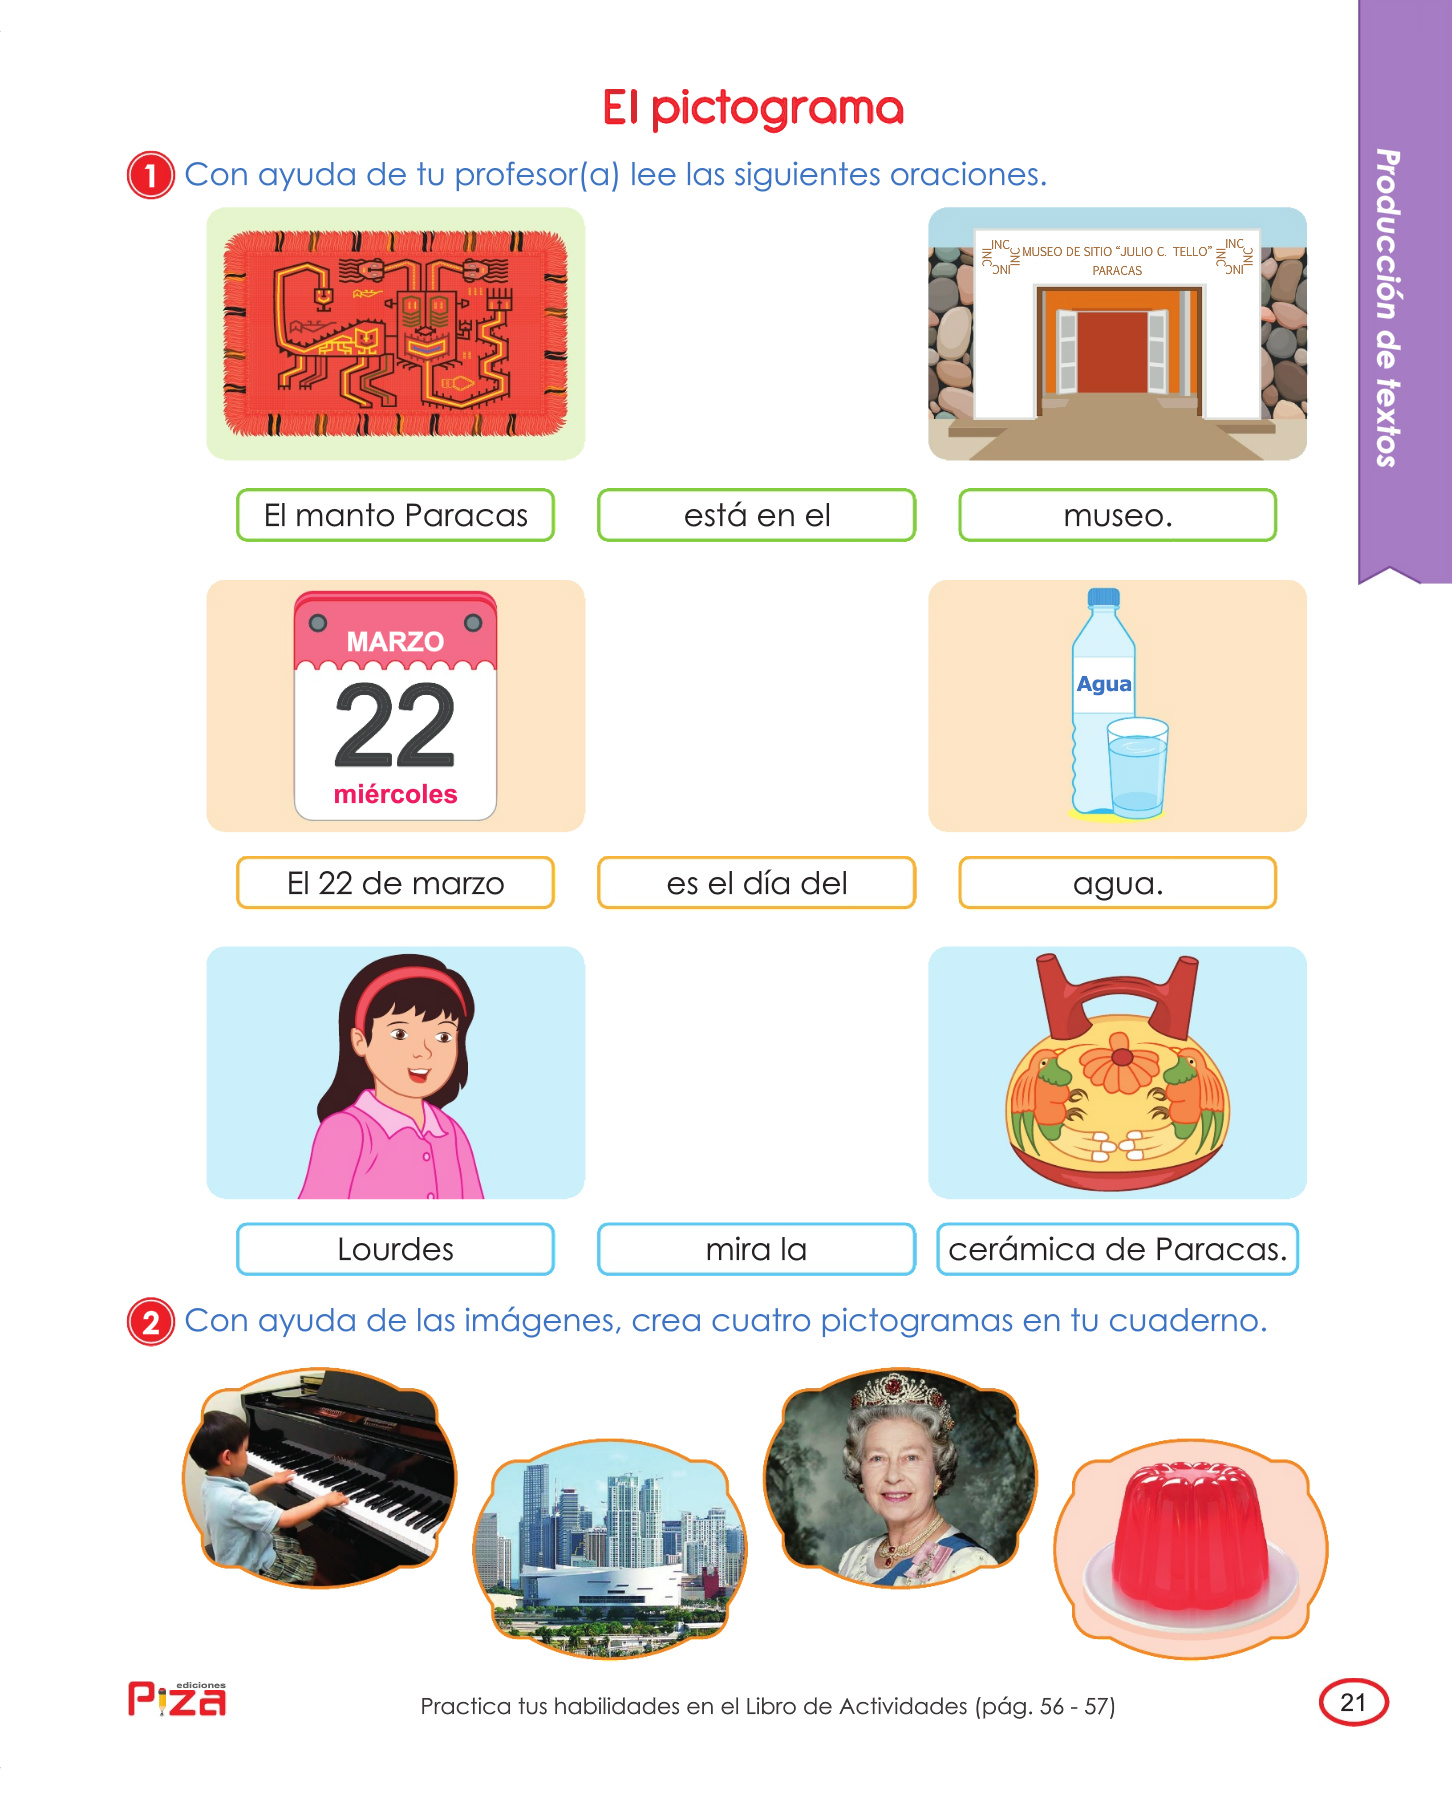 El pictograma
1 Con ayuda de tu profesor(a) lee las siguientes oraciones.
Producción de textos
INC INC INC INC MUSEO DE SITIO “JULIO C. TELLO” INC INC INC INC
PARACAS
El manto Paracas está en el museo.
MARZO
22
miércoles
Agua
El 22 de marzo es el día del agua.
Lourdes mira la cerámica de Paracas.
2 Con ayuda de las imágenes, crea cuatro pictogramas en tu cuaderno.
ediciones
Piza
Practica tus habilidades en el Libro de Actividades (pág. 56 - 57)
21